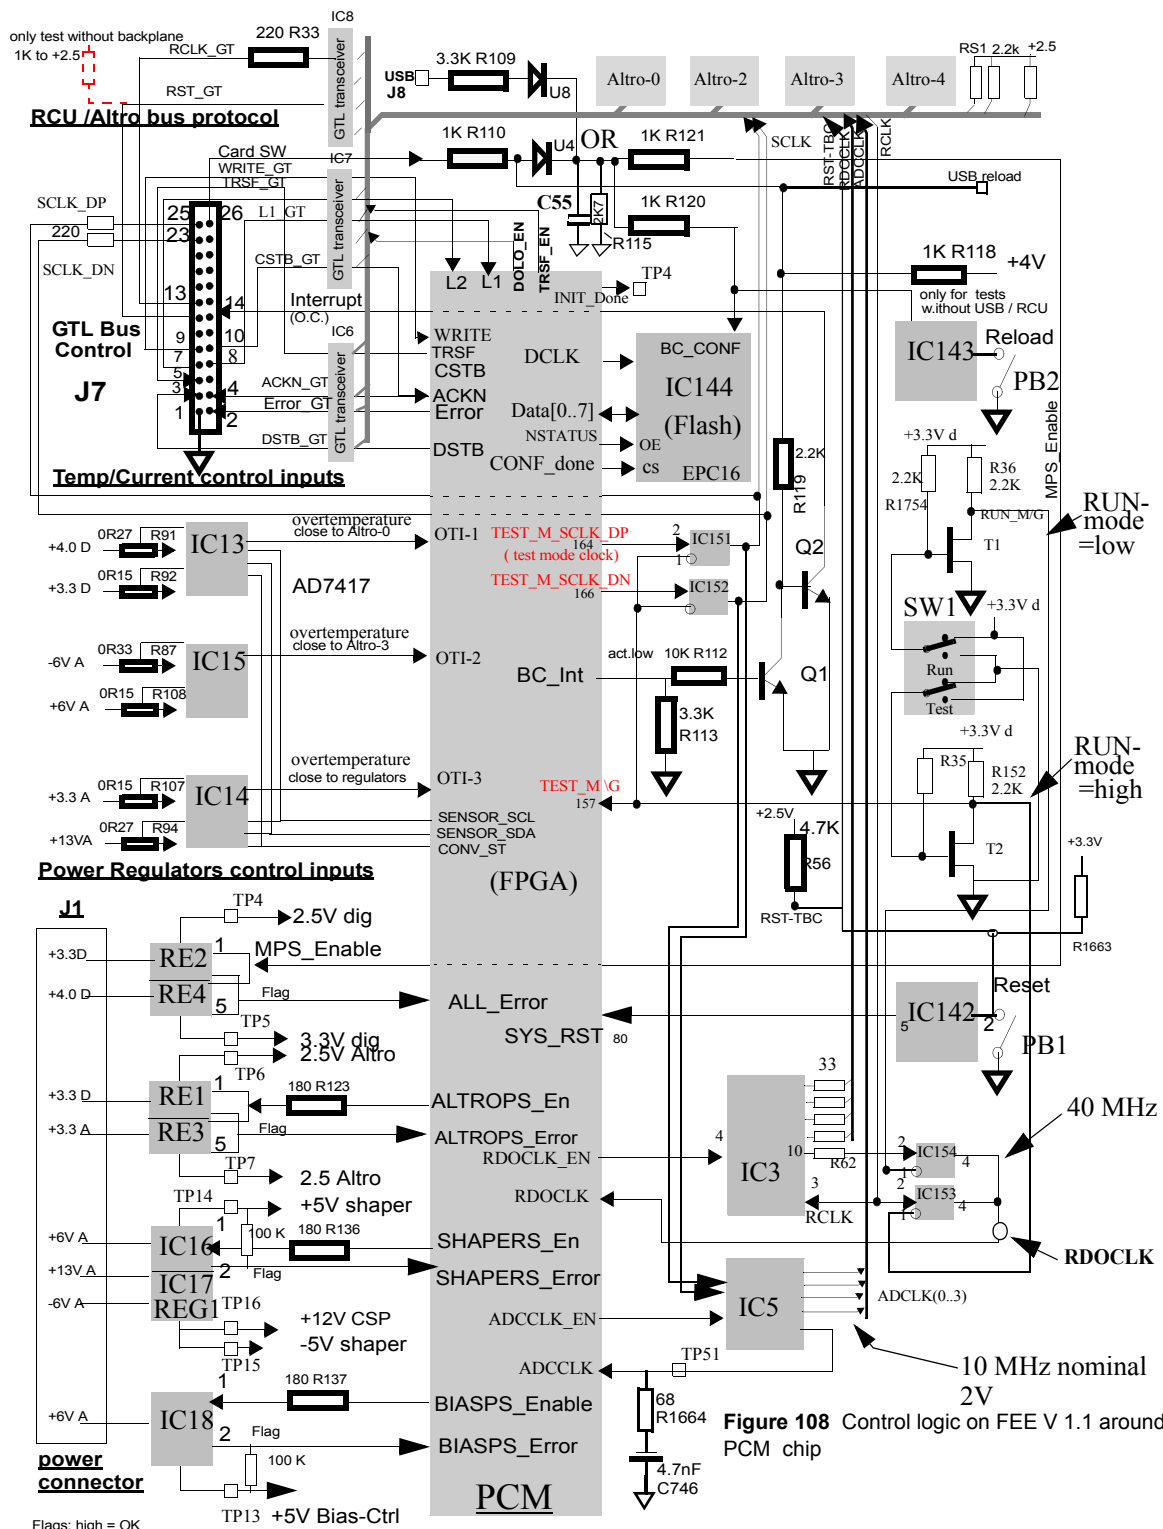 IC8
only test without backplane
1K to +2.5
RCLK_GT
220 R33
RST_GT
GTL transceiver
RCU /Altro bus protocol
USB
J8
3.3K R109
U8
Altro-0
Altro-2
Altro-3
Altro-4
RS1
2.2k
+2.5
Card SW
WRITE_GT
TRSF_GT
IC7
1K R110
U4
OR
1K R121
SCLK
RST-TBC
RDOCLK
ADCCLK
RCLK
USB reload
SCLK_DP
220
SCLK_DN
25
26
23
L1_GT
GTL transceiver
C55
2K7
R115
1K R120
CSTB_GT
DOLO_EN
TRSF_EN
1K R118
+4V
only for tests
w.without USB / RCU
L2
L1
TP4
INIT_Done
13
14
Interrupt
(O.C.)
GTL Bus
Control
J7
9
10
7
8
5
3
4
1
2
IC6
GTL transceiver
ACKN_GT
Error_GT
DSTB_GT
WRITE
TRSF
CSTB
ACKN
Error
DSTB
DCLK
Data[0..7]
NSTATUS
CONF_done
BC_CONF
IC144
(Flash)
OE
cs
EPC16
IC143
Reload
PB2
MPS_Enable
2.2K
R119
+3.3V d
2.2K
R1754
R36
2.2K
RUN_M/G
RUN-
mode
=low
T1
Temp/Current control inputs
+4.0 D
0R27
R91
IC13
overtemperature
close to Altro-0
OTI-1
+3.3 D
0R15
R92
AD7417
TEST_M_SCLK_DP
164
( test mode clock)
2
1
IC151
TEST_M_SCLK_DN
166
IC152
Q2
SW1
+3.3V d
Run
Test
-6V A
0R33
R87
IC15
overtemperature
close to Altro-3
OTI-2
+6V A
0R15
R108
BC_Int
act.low
10K R112
Q1
3.3K
R113
+3.3V d
R35
R152
2.2K
RUN-
mode
=high
T2
+3.3 A
0R15
R107
IC14
overtemperature
close to regulators
OTI-3
TEST_M \G
157
+13VA
0R27
R94
SENSOR_SCL
SENSOR_SDA
CONV_ST
(FPGA)
+2.5V
4.7K
R56
RST-TBC
+3.3V
R1663
Power Regulators control inputs
J1
TP4
2.5V dig
+3.3D
RE2
1
MPS_Enable
+4.0 D
RE4
5
Flag
ALL_Error
TP5
3.3V dig
SYS_RST
80
5
IC142
2
Reset
PB1
2.5V Altro
TP6
+3.3 D
RE1
1
180 R123
ALTROPS_En
+3.3 A
RE3
5
Flag
ALTROPS_Error
TP7
2.5 Altro
RDOCLK_EN
4
IC3
33
10
R62
3
RCLK
2
1
IC154
4
2
1
IC153
4
40 MHz
RDOCLK
TP14
+5V shaper
RDOCLK
+6V A
IC16
1
100 K
180 R136
SHAPERS_En
+13V A
IC17
2
Flag
SHAPERS_Error
-6V A
REG1
TP16
+12V CSP
-5V shaper
TP15
ADCCLK_EN
IC5
ADCLK(0..3)
ADCCLK
TP51
10 MHz nominal
2V
1
180 R137
BIASPS_Enable
68
R1664
+6V A
IC18
2
Flag
BIASPS_Error
100 K
4.7nF
C746
Figure 108 Control logic on FEE V 1.1 around
PCM chip
power
connector
TP13
+5V Bias-Ctrl
PCM
Flags: high = OK